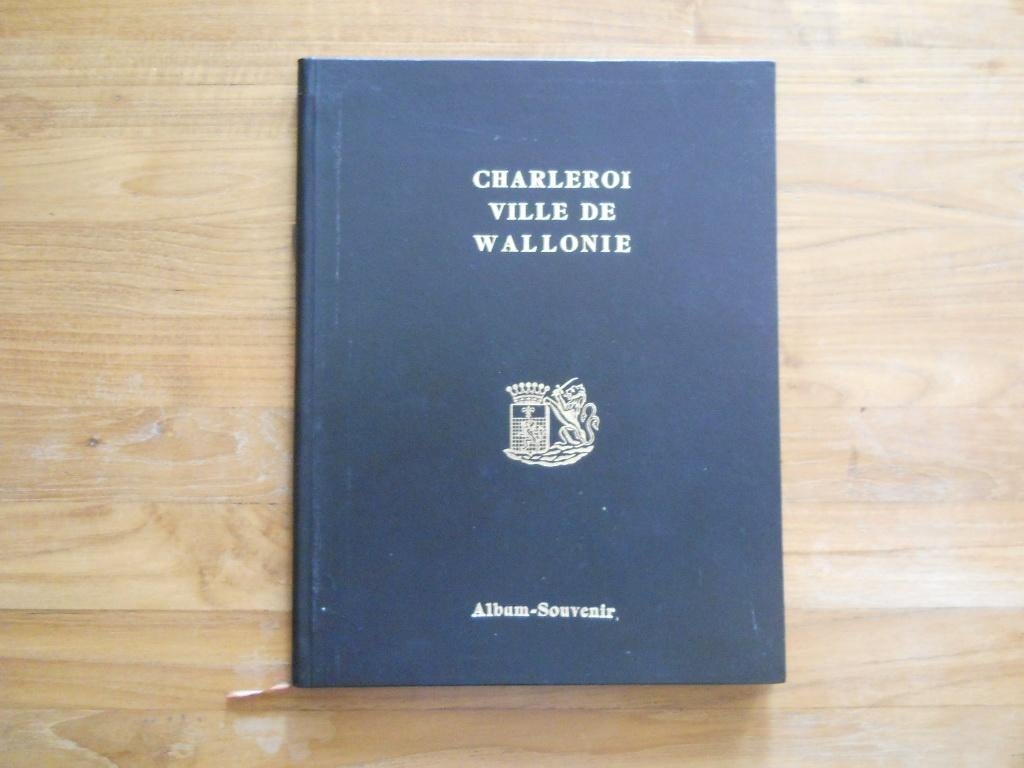 CHARLEROI
VILLE DE
WALLONIE
Album-Souvenir